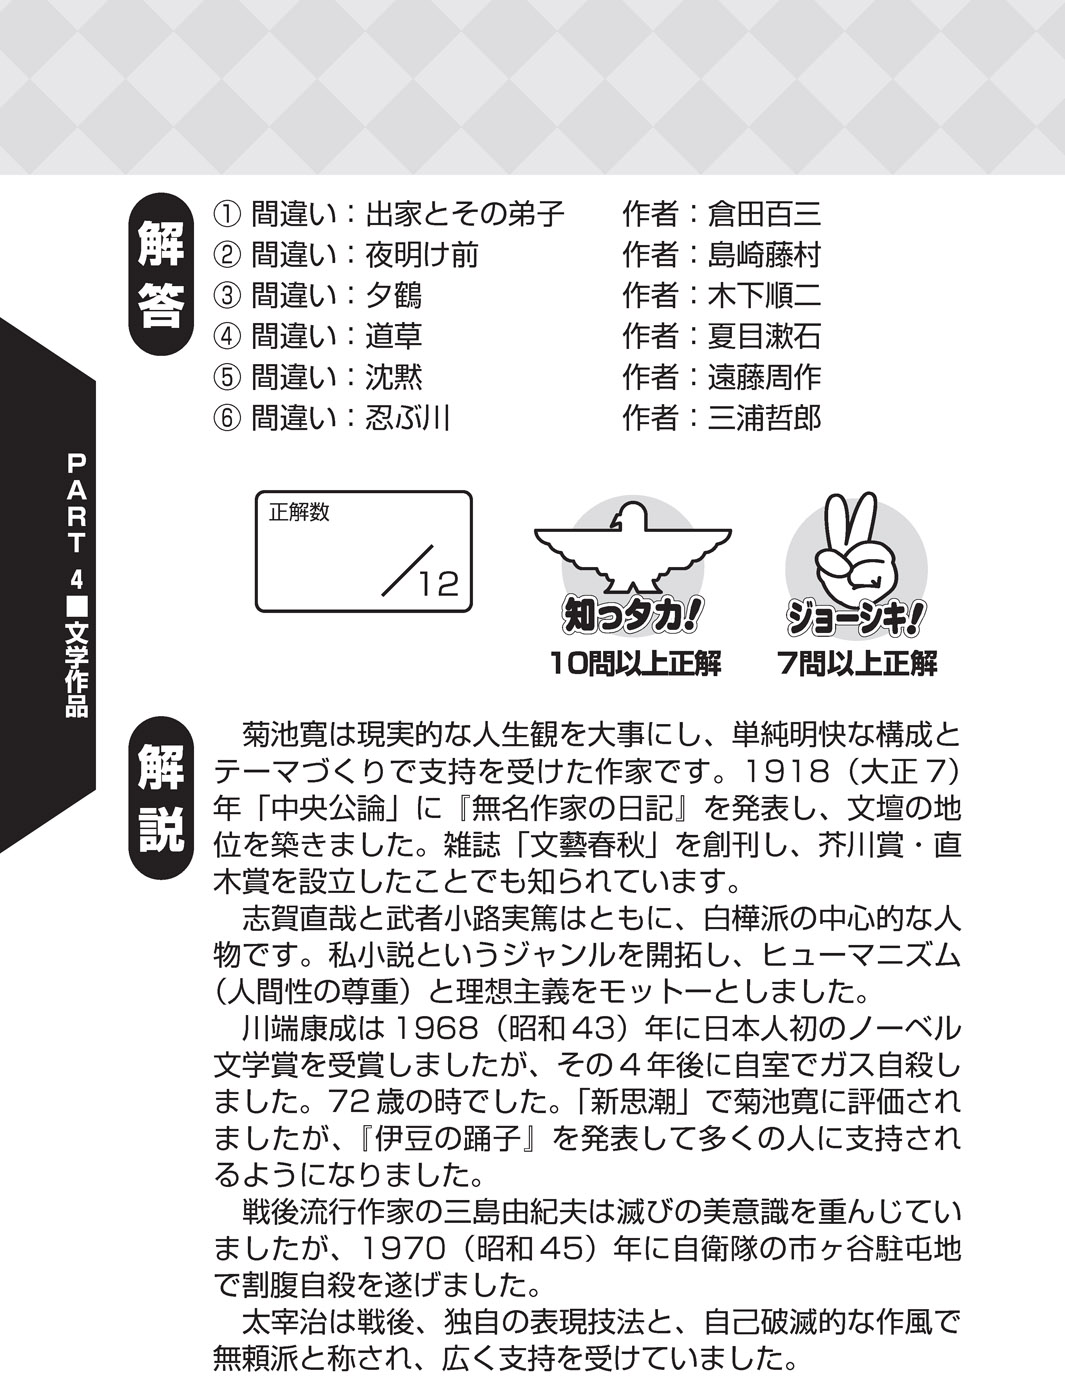 解答
① 間違い：出家とその弟子 作者：倉田百三
② 間違い：夜明け前 作者：島崎藤村
③ 間違い：夕鶴 作者：木下順二
④ 間違い：道草 作者：夏目漱石
⑤ 間違い：沈黙 作者：遠藤周作
⑥ 間違い：忍ぶ川 作者：三浦哲郎
PART 4■文学作品
正解数
／12
知っタカ！
10問以上正解
ジョーシキ！
7問以上正解
解説
　菊池寛は現実的な人生観を大事にし、単純明快な構成と
テーマづくりで支持を受けた作家です。1918（大正7）
年「中央公論」に『無名作家の日記』を発表し、文壇の地
位を築きました。雑誌「文藝春秋」を創刊し、芥川賞・直
木賞を設立したことでも知られています。
　志賀直哉と武者小路実篤はともに、白樺派の中心的な人
物です。私小説というジャンルを開拓し、ヒューマニズム
（人間性の尊重）と理想主義をモットーとしました。
　川端康成は1968（昭和43）年に日本人初のノーベル
文学賞を受賞しましたが、その4年後に自室でガス自殺し
ました。72歳の時でした。「新思潮」で菊池寛に評価され
ましたが、『伊豆の踊子』を発表して多くの人に支持され
るようになりました。
　戦後流行作家の三島由紀夫は滅びの美意識を重んじてい
ましたが、1970（昭和45）年に自衛隊の市ヶ谷駐屯地
で割腹自殺を遂げました。
　太宰治は戦後、独自の表現技法と、自己破滅的な作風で
無頼派と称され、広く支持を受けていました。